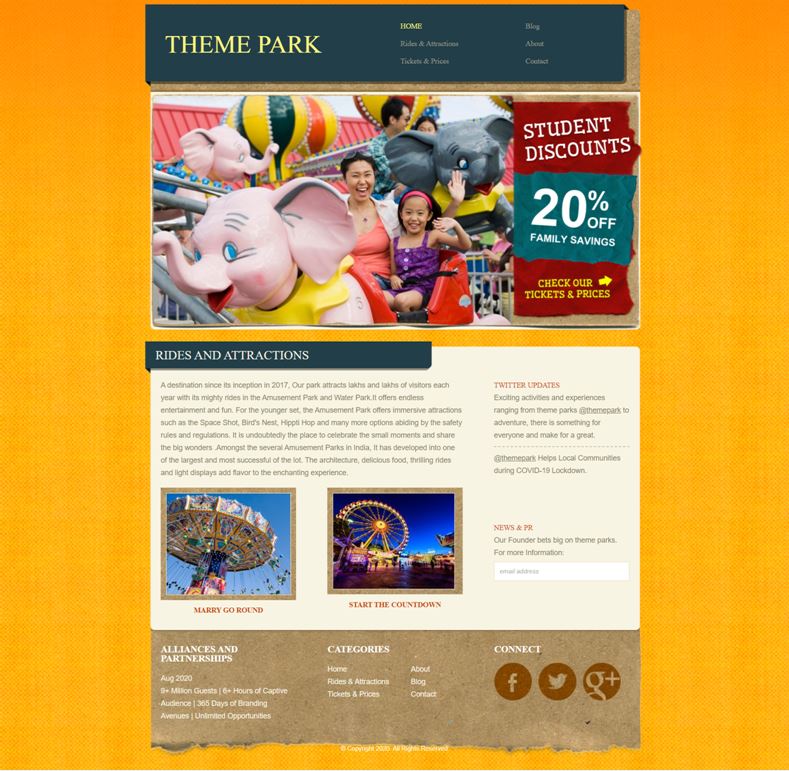 THEME PARK
HOME
Rides & Attractions
Tickets & Prices
Blog
About
Contact
STUDENT
DISCOUNTS
20% OFF
FAMILY SAVINGS
CHECK OUR
TICKETS & PRICES
5
RIDES AND ATTRACTIONS
A destination since its inception in 2017, Our park attracts lakhs and lakhs of visitors each
year with its mighty rides in the Amusement Park and Water Park.It offers endless
entertainment and fun. For the younger set, the Amusement Park offers immersive attractions
such as the Space Shot, Bird's Nest, Hippti Hop and many more options abiding by the safety
rules and regulations. It is undoubtedly the place to celebrate the small moments and share
the big wonders .Amongst the several Amusement Parks in India, It has developed into one
of the largest and most successful of the lot. The architecture, delicious food, thrilling rides
and light displays add flavor to the enchanting experience.
MARRY GO ROUND
START THE COUNTDOWN
TWITTER UPDATES
Exciting activities and experiences
ranging from theme parks @themepark to
adventure, there is something for
everyone and make for a great.
@themepark Helps Local Communities
during COVID-19 Lockdown.
NEWS & PR
Our Founder bets big on theme parks.
For more Information:
email address
ALLIANCES AND
PARTNERSHIPS
Aug 2020
9+ Million Guests | 6+ Hours of Captive
Audience | 365 Days of Branding
Avenues | Unlimited Opportunities
CATEGORIES
Home
Rides & Attractions
Tickets & Prices
About
Blog
Contact
CONNECT
f
g+
© Copyright 2020. All Rights Reserved